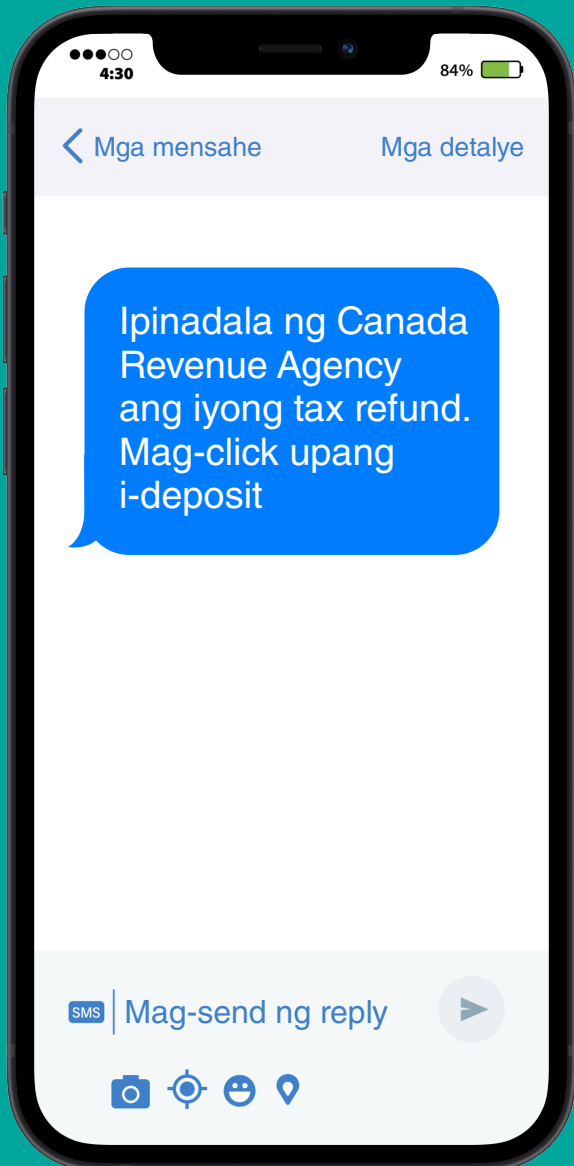 4:30
84%
Mga mensahe
Mga detalye
Ipinadala ng Canada
Revenue Agency
ang iyong tax refund.
Mag-click upang
i-deposit
SMS
Mag-send ng reply